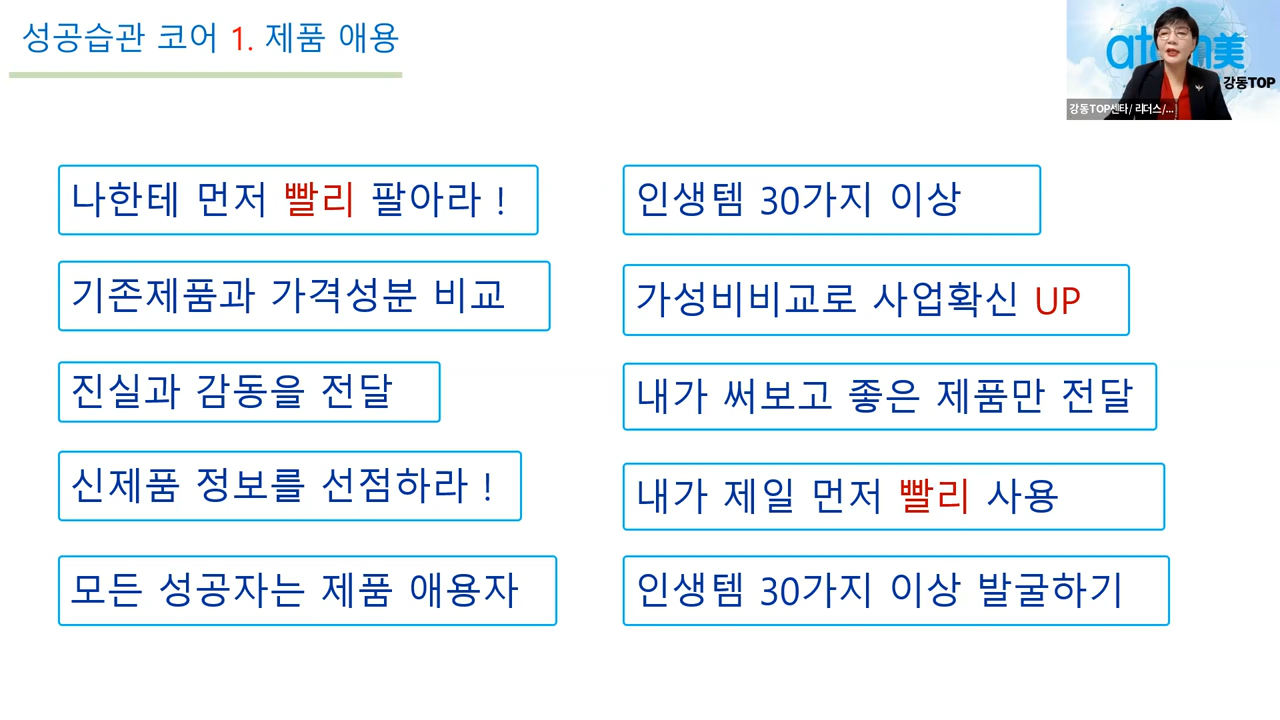 성공습관 코어 1. 제품 애용
강동TOP
강동TOP센타/ 리더스/...
나한테 먼저 빨리 팔아라 !
인생템 30가지 이상
기존제품과 가격성분 비교
가성비비교로 사업확신 UP
진실과 감동을 전달
내가 써보고 좋은 제품만 전달
신제품 정보를 선점하라 !
내가 제일 먼저 빨리 사용
모든 성공자는 제품 애용자
인생템 30가지 이상 발굴하기